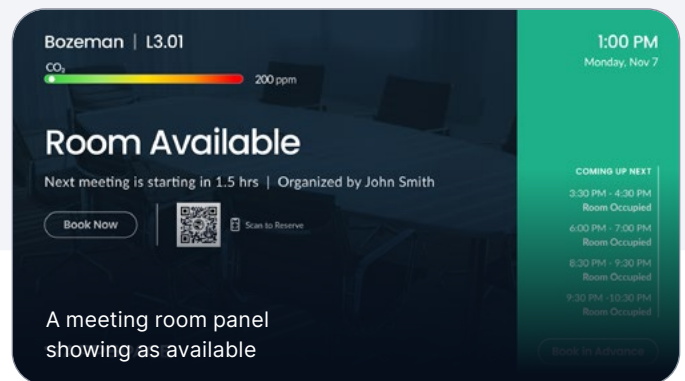 Bozeman | L3.01
CO₂
200 ppm
Room Available
Next meeting is starting in 1.5 hrs | Organized by John Smith
Book Now
Scan to Reserve
1:00 PM
Monday, Nov 7
COMING UP NEXT
3:30 PM - 4:30 PM
Room Occupied
6:00 PM - 7:00 PM
Room Occupied
8:30 PM - 9:30 PM
Room Occupied
9:30 PM -10:30 PM
Room Occupied
Book in Advance
A meeting room panel
showing as available